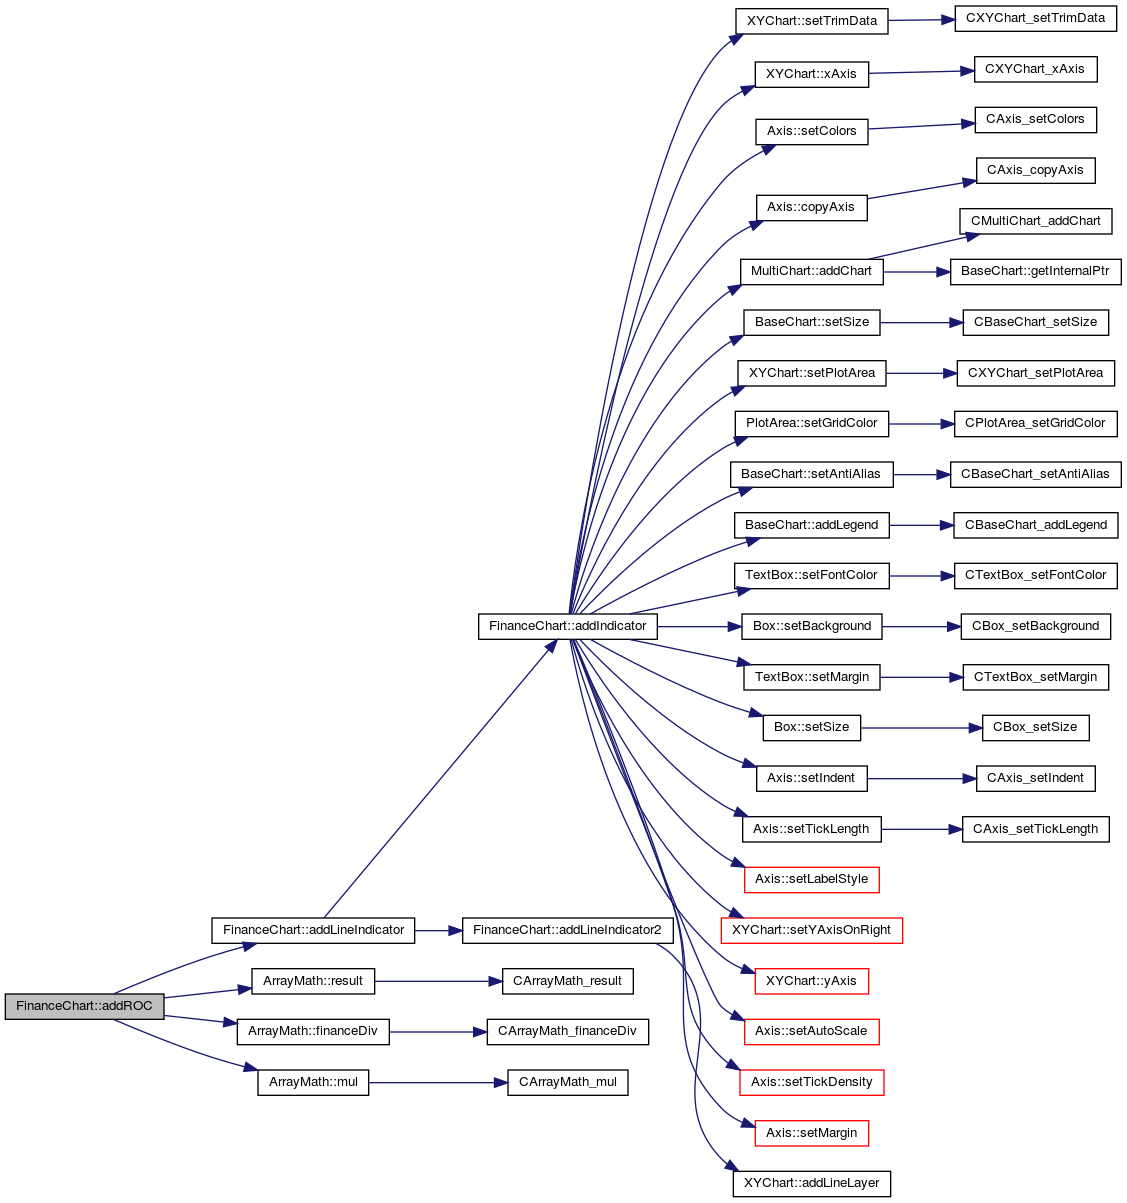 XYChart::setTrimData
CXYChart_setTrimData
XYChart::xAxis
CXYChart_xAxis
Axis::setColors
CAxis_setColors
Axis::copyAxis
CAxis_copyAxis
MultiChart::addChart
CMultiChart_addChart
BaseChart::getInternalPtr
BaseChart::setSize
CBaseChart_setSize
XYChart::setPlotArea
CXYChart_setPlotArea
PlotArea::setGridColor
CPlotArea_setGridColor
BaseChart::setAntiAlias
CBaseChart_setAntiAlias
BaseChart::addLegend
CBaseChart_addLegend
TextBox::setFontColor
CTextBox_setFontColor
FinanceChart::addIndicator
Box::setBackground
CBox_setBackground
TextBox::setMargin
CTextBox_setMargin
Box::setSize
CBox_setSize
Axis::setIndent
CAxis_setIndent
Axis::setTickLength
CAxis_setTickLength
Axis::setLabelStyle
FinanceChart::addLineIndicator
FinanceChart::addLineIndicator2
XYChart::setYAxisOnRight
ArrayMath::result
CArrayMath_result
XYChart::yAxis
FinanceChart::addROC
ArrayMath::financeDiv
CArrayMath_financeDiv
Axis::setAutoScale
ArrayMath::mul
CArrayMath_mul
Axis::setTickDensity
Axis::setMargin
XYChart::addLineLayer